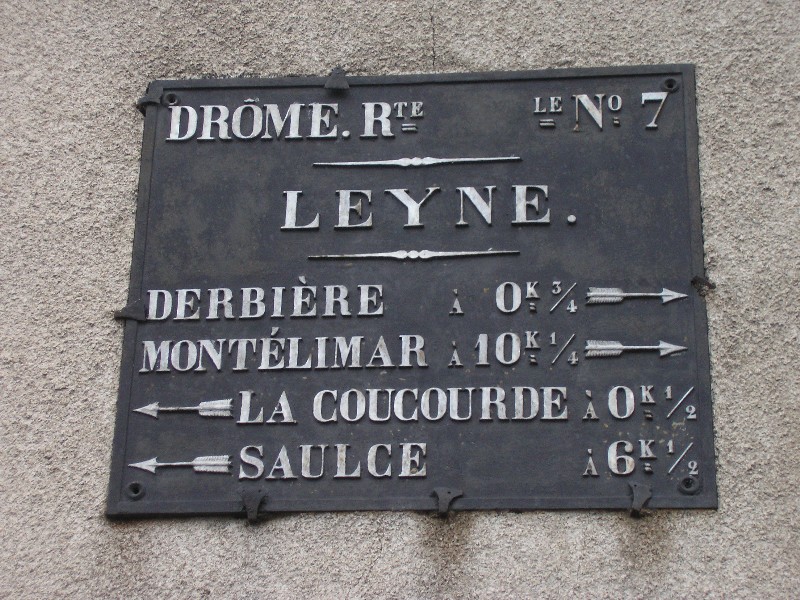 DRÔME. RTE LE NO 7
LEYNE.
DERBIÈRE À 0K 3/4
MONTÉLIMAR À 10K 1/4
LA COUCOURDE À 0K 1/2
SAULCE À 6K 1/2